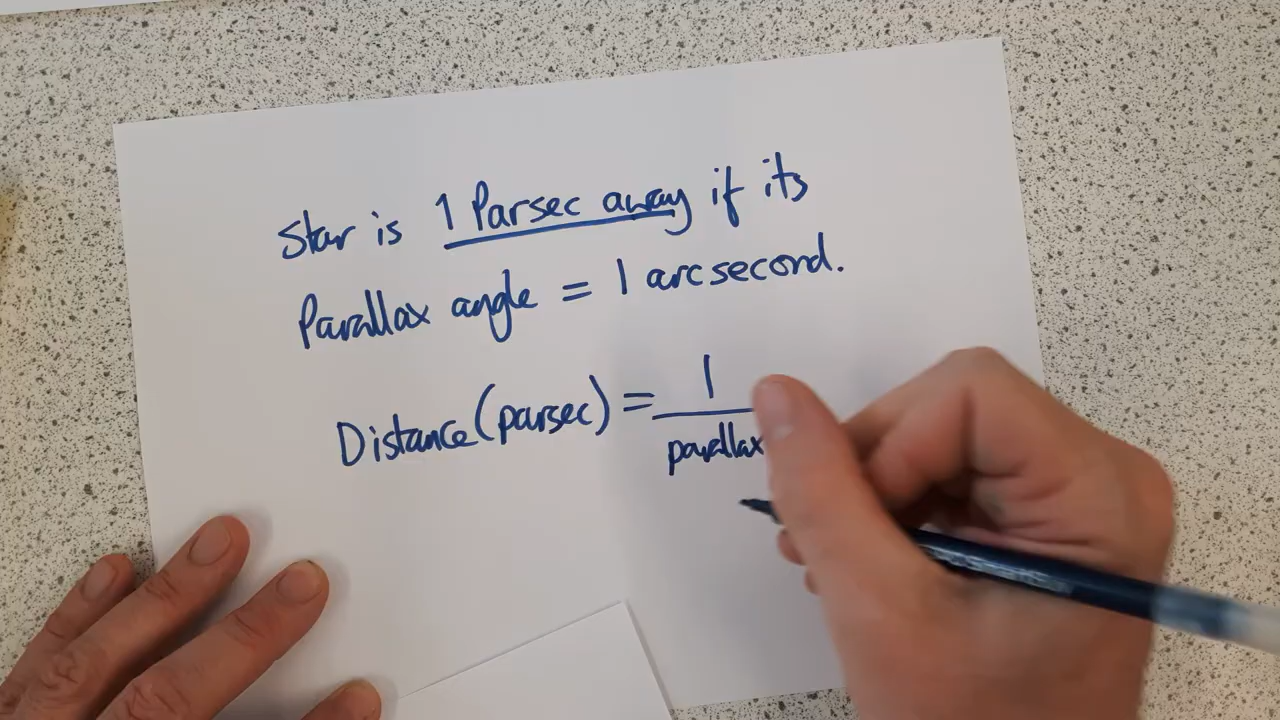 Star is 1 Parsec away if its
Parallax angle = 1 arcsecond.
Distance (parsec) = 1
parallax